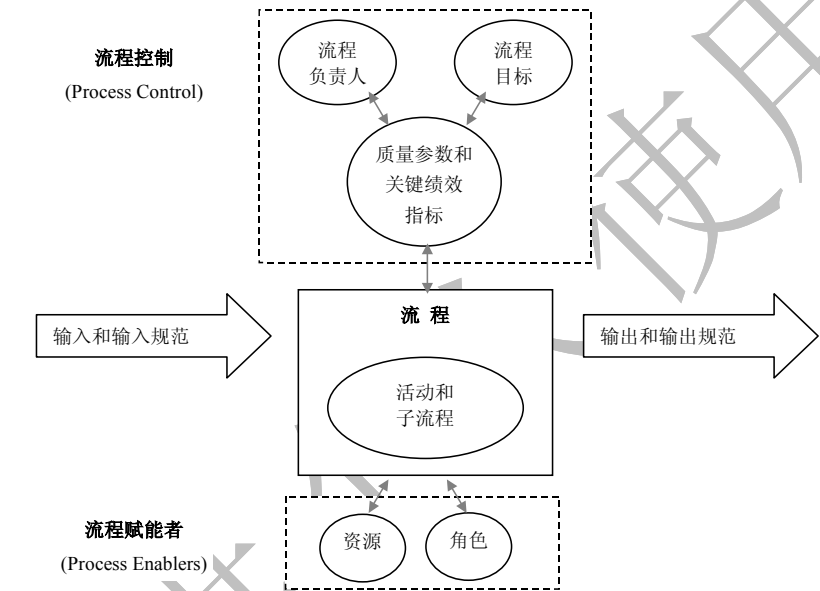 流程控制
(Process Control)
流程
负责人
流程
目标
质量参数和
关键绩效
指标
输入和输入规范
流 程
活动和
子流程
输出和输出规范
流程赋能者
(Process Enablers)
资源
角色